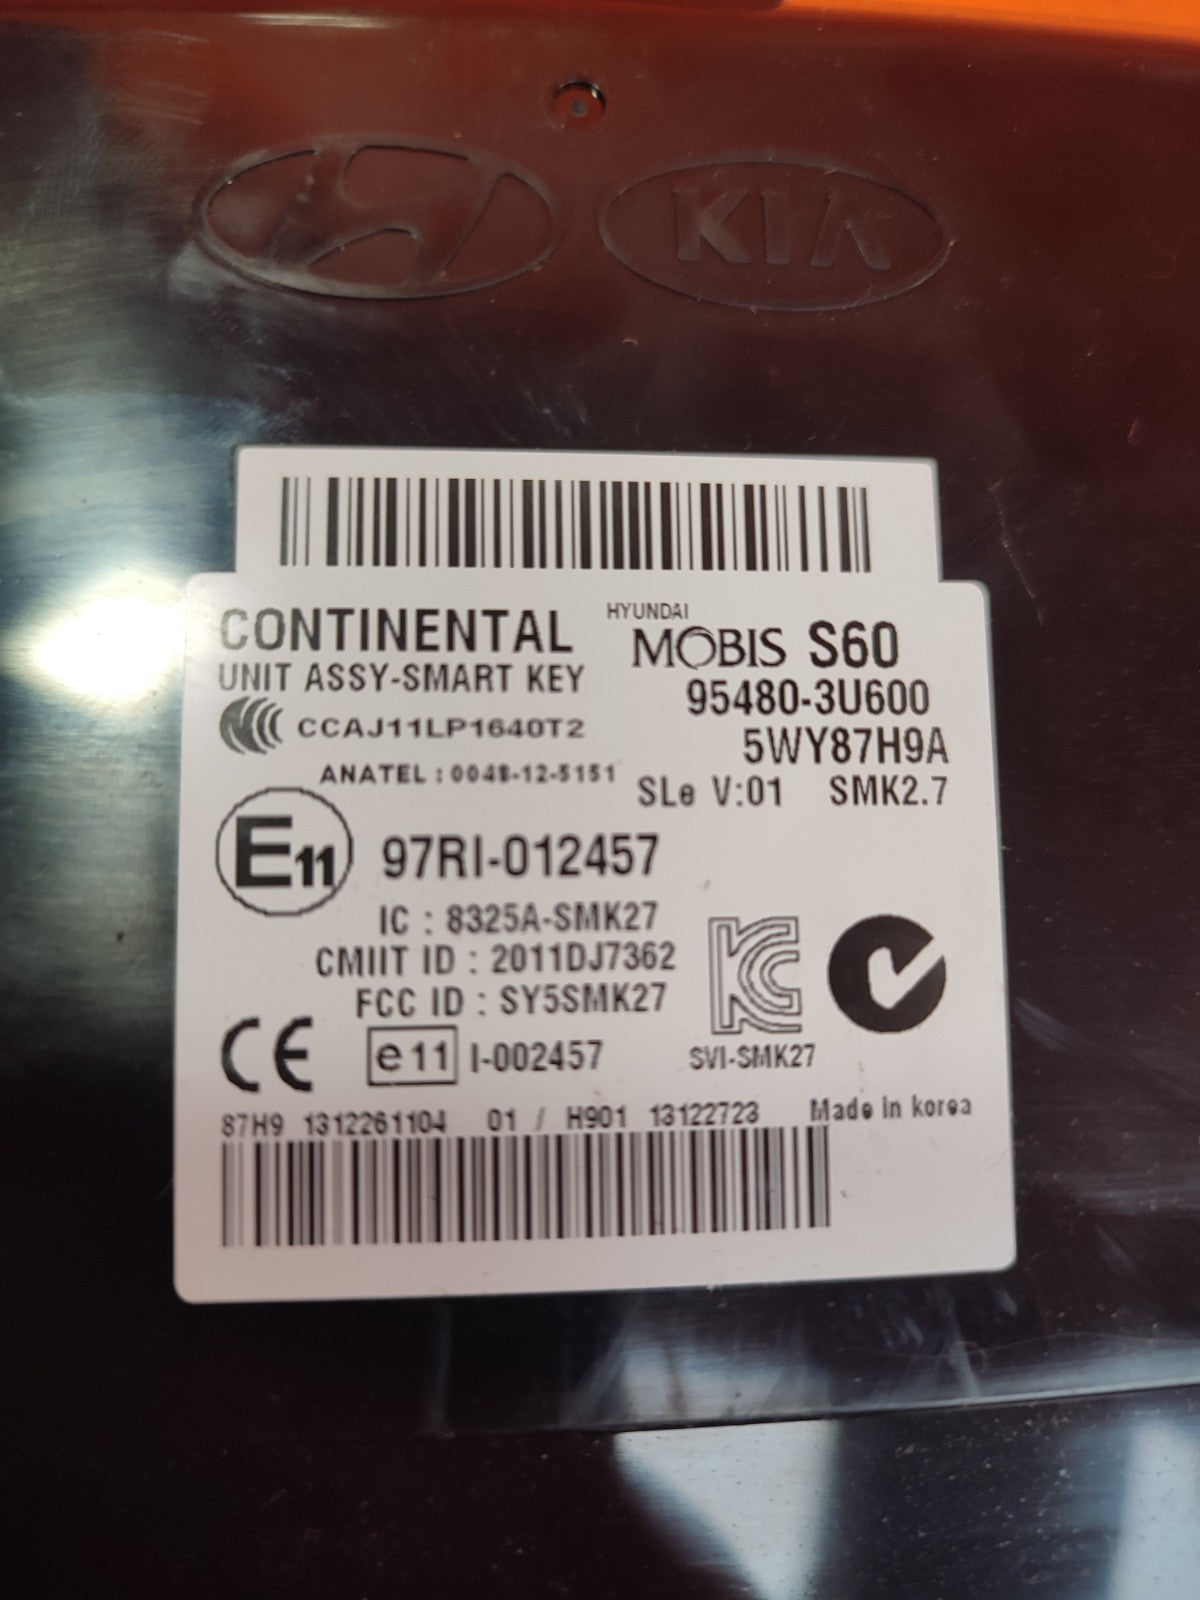 KIA
CONTINENTAL
HYUNDAI
MOBIS S60
UNIT ASSY-SMART KEY
95480-3U600
CCAJ11LP1640T2
5WY87H9A
ANATEL : 0048-12-5151
SLe V:01 SMK2.7
E11 97RI-012457
IC : 8325A-SMK27
CMIIT ID : 2011DJ7362
FCC ID : SY5SMK27
KC
CE e11 I-002457
SVI-SMK27
87H9 1312261104 01 / H901 13122723 Made in korea